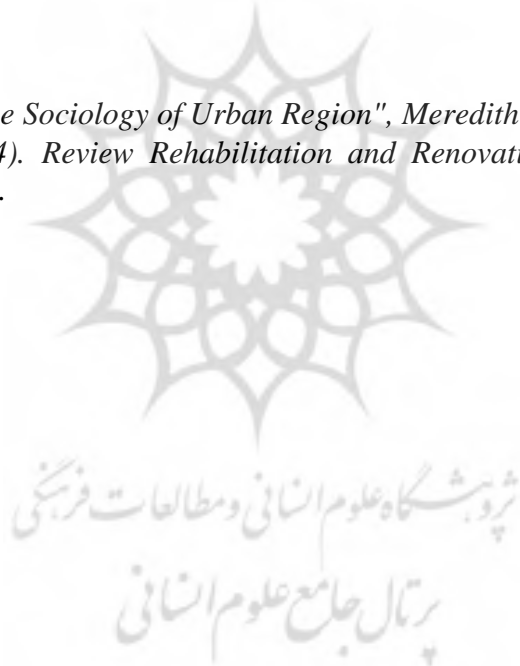 e Sociology of Urban Region", Meredith
4). Review Rehabilitation and Renovati
.
پژوهشگاه علوم انسانی و مطالعات فرهنگی
پرتال جامع علوم انسانی